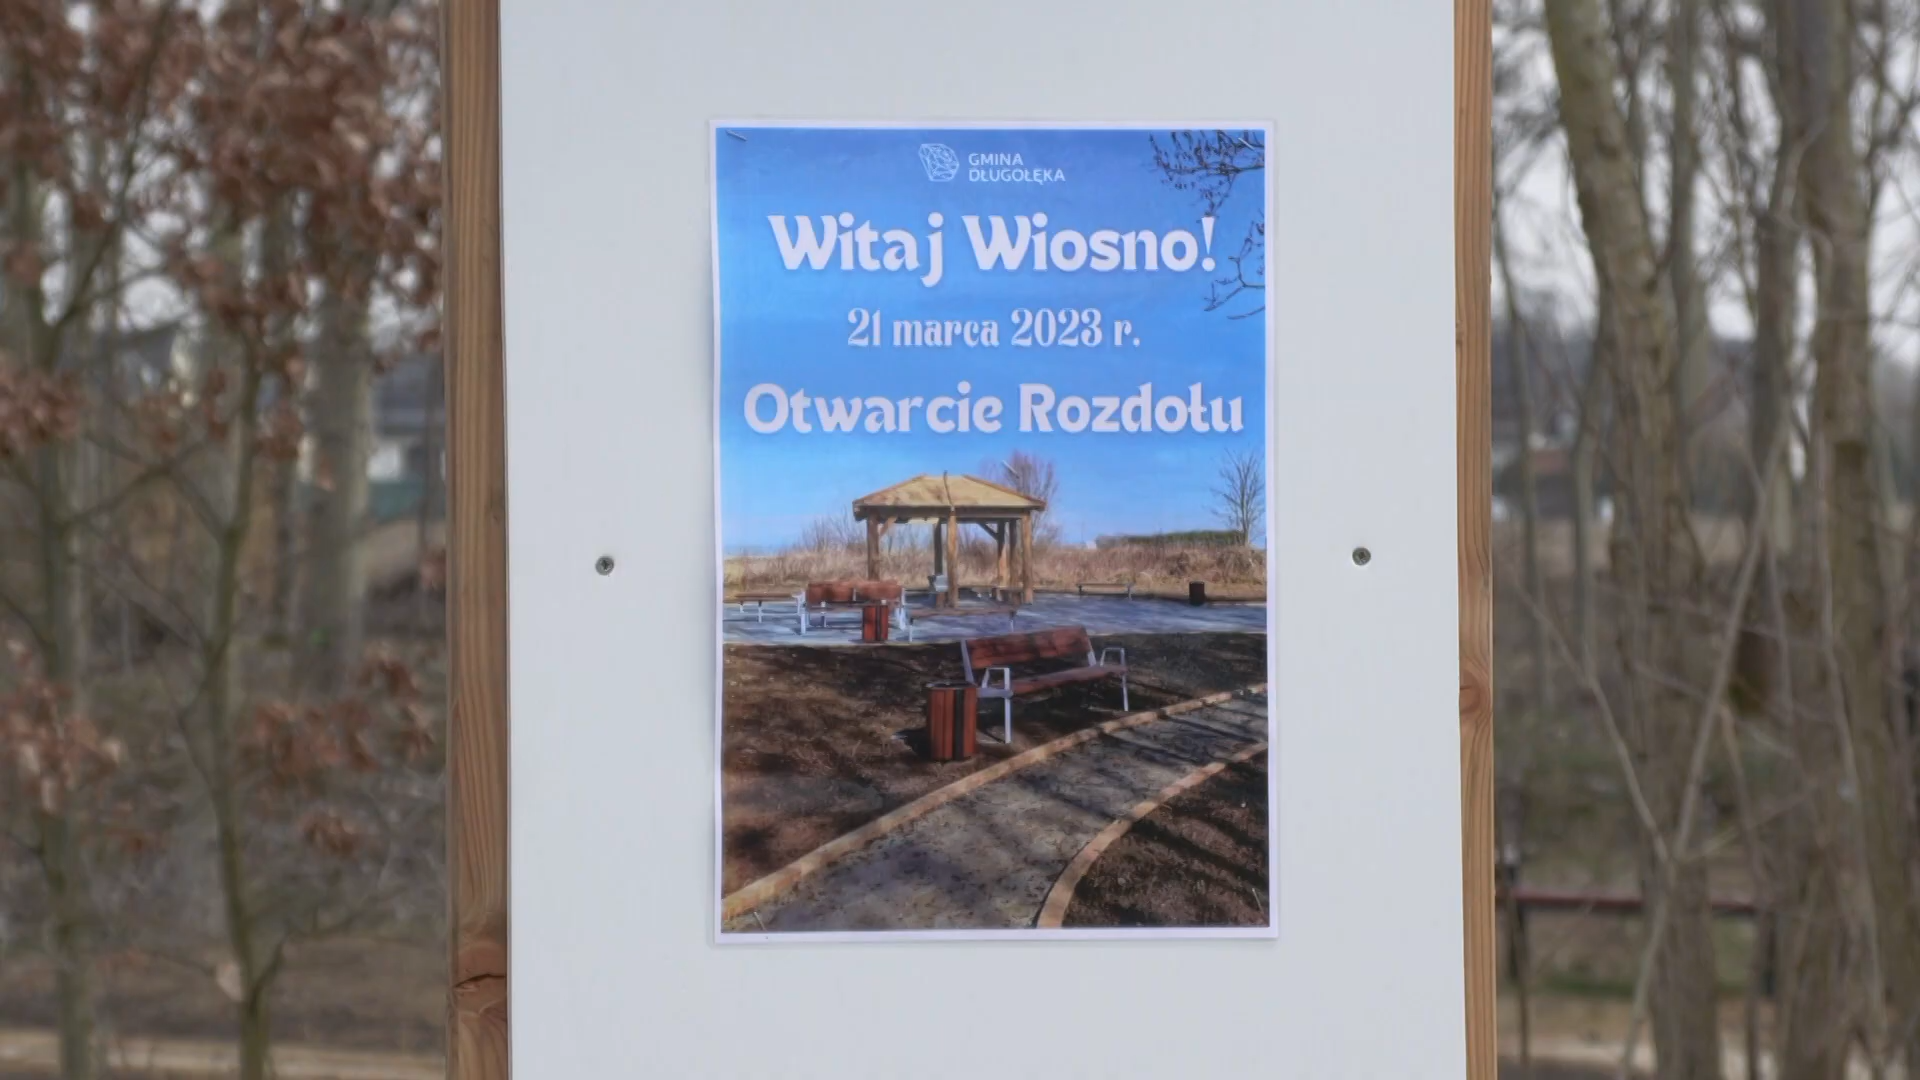 GMINA
DŁUGOŁĘKA
Witaj Wiosno!
21 marca 2023 r.
Otwarcie Rozdołu